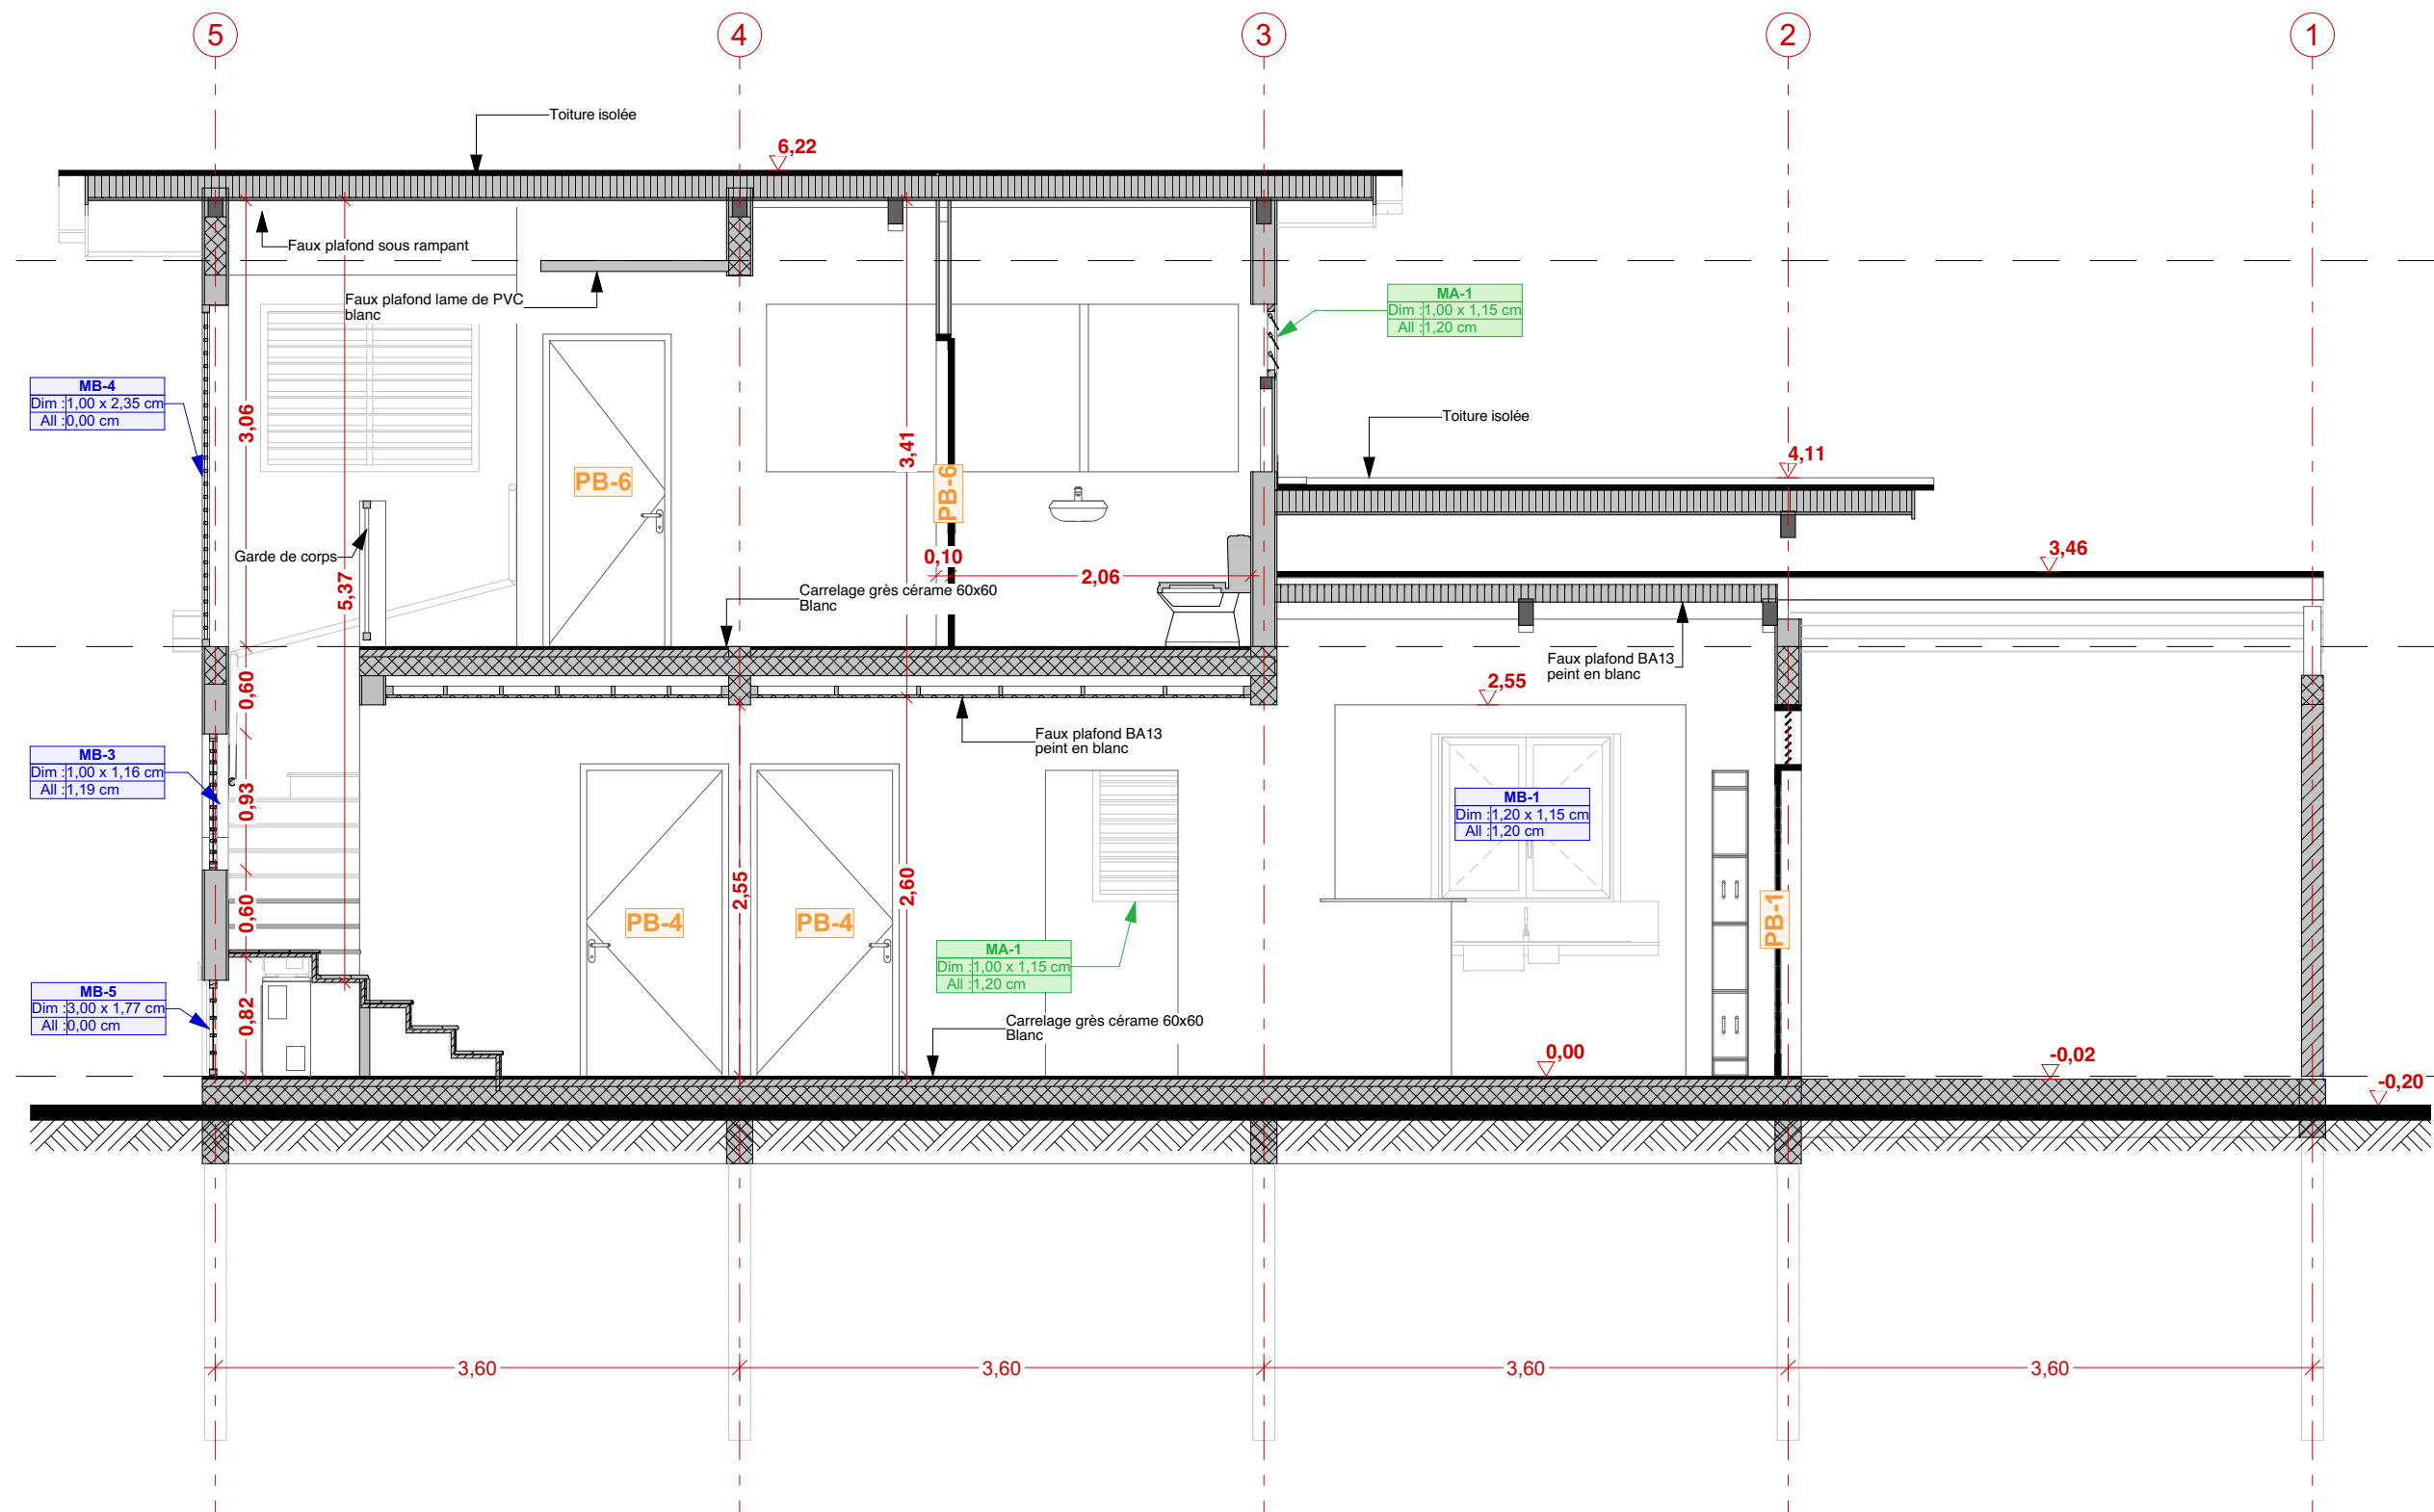 5
4
3
2
1
Toiture isolée
6,22
Faux plafond sous rampant
Faux plafond lame de PVC
blanc
MA-1
Dim : 1,00 x 1,15 cm
All : 1,20 cm
MB-4
Dim : 1,00 x 2,35 cm
All : 0,00 cm
3,06
3,41
Toiture isolée
4,11
PB-6
PB-6
3,46
Garde de corps
5,37
0,10
2,06
Carrelage grès cérame 60x60
Blanc
Faux plafond BA13
peint en blanc
0,60
2,55
Faux plafond BA13
peint en blanc
MB-3
Dim : 1,00 x 1,16 cm
All : 1,19 cm
0,93
MB-1
Dim : 1,20 x 1,15 cm
All : 1,20 cm
0,60
2,55
2,60
PB-4
PB-4
PB-1
MA-1
Dim : 1,00 x 1,15 cm
All : 1,20 cm
MB-5
Dim : 3,00 x 1,77 cm
All : 0,00 cm
0,82
Carrelage grès cérame 60x60
Blanc
0,00
-0,02
-0,20
3,60
3,60
3,60
3,60